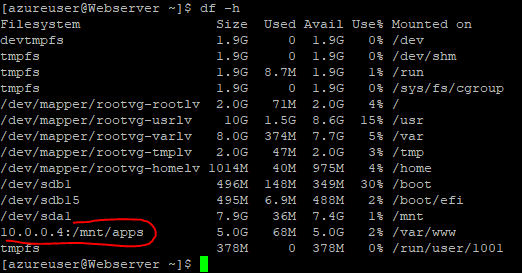 [azureuser@Webserver ~]$ df -h
Filesystem Size Used Avail Use% Mounted on
devtmpfs 1.9G 0 1.9G 0% /dev
tmpfs 1.9G 0 1.9G 0% /dev/shm
tmpfs 1.9G 8.7M 1.9G 1% /run
tmpfs 1.9G 0 1.9G 0% /sys/fs/cgroup
/dev/mapper/rootvg-rootlv 2.0G 71M 2.0G 4% /
/dev/mapper/rootvg-usrlv 10G 1.5G 8.6G 15% /usr
/dev/mapper/rootvg-varlv 8.0G 374M 7.7G 5% /var
/dev/mapper/rootvg-tmplv 2.0G 47M 2.0G 3% /tmp
/dev/mapper/rootvg-homelv 1014M 40M 975M 4% /home
/dev/sdb1 496M 148M 349M 30% /boot
/dev/sdb15 495M 6.9M 488M 2% /boot/efi
/dev/sda1 7.9G 36M 7.4G 1% /mnt
10.0.0.4:/mnt/apps 5.0G 68M 5.0G 2% /var/www
tmpfs 378M 0 378M 0% /run/user/1001
[azureuser@Webserver ~]$